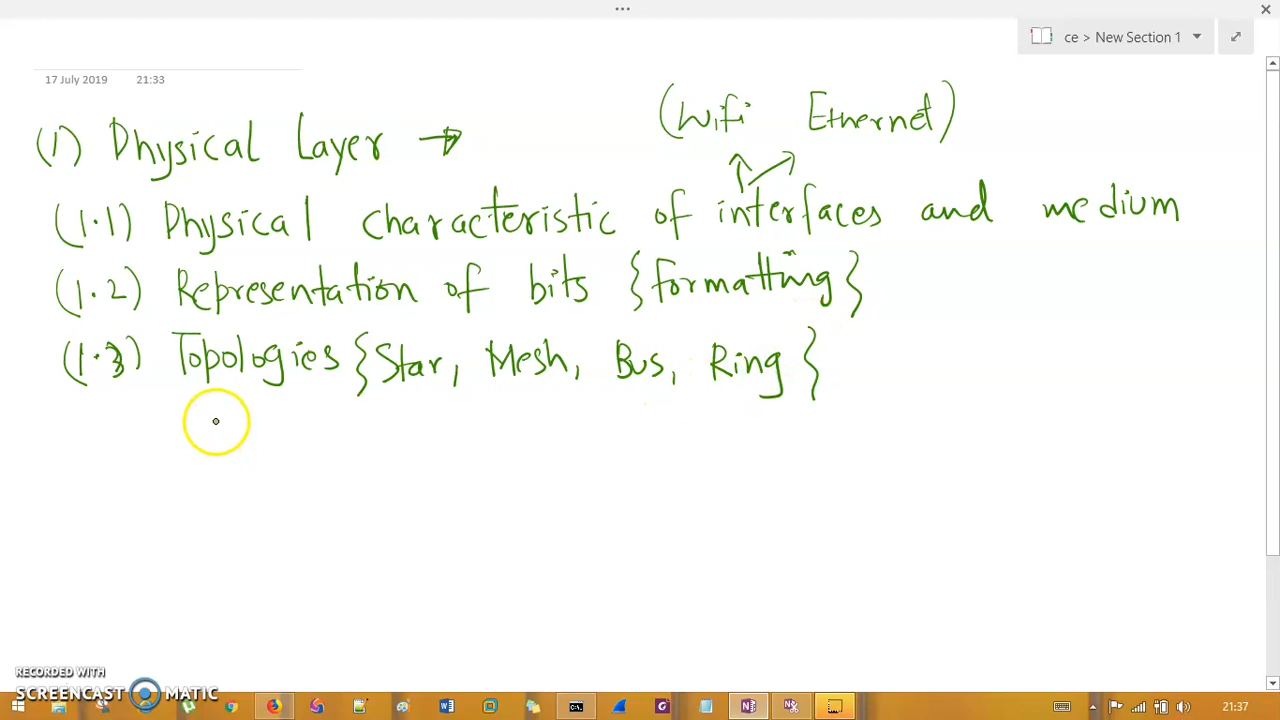 ce > New Section 1
17 July 2019 21:33
(Wifi Ethernet)
(1) Physical Layer →
(1.1) Physical characteristic of interfaces and medium
(1.2) Representation of bits {formatting}
(1.3) Topologies {Star, Mesh, Bus, Ring}
RECORDED WITH
SCREENCAST MATIC
21:37